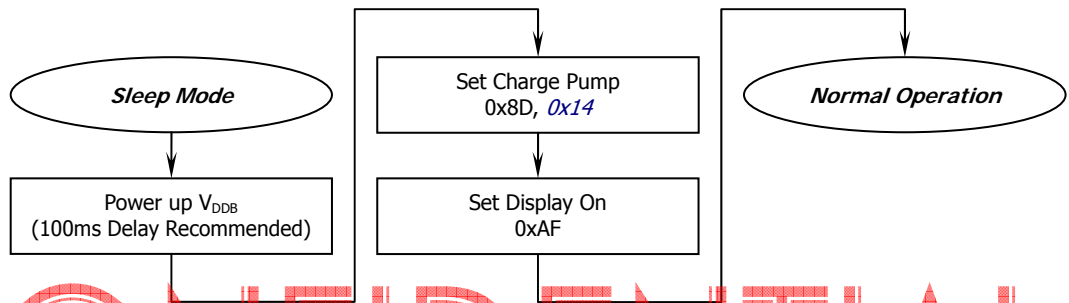 Sleep Mode
Power up VDDB
(100ms Delay Recommended)
Set Charge Pump
0x8D, 0x14
Set Display On
0xAF
Normal Operation